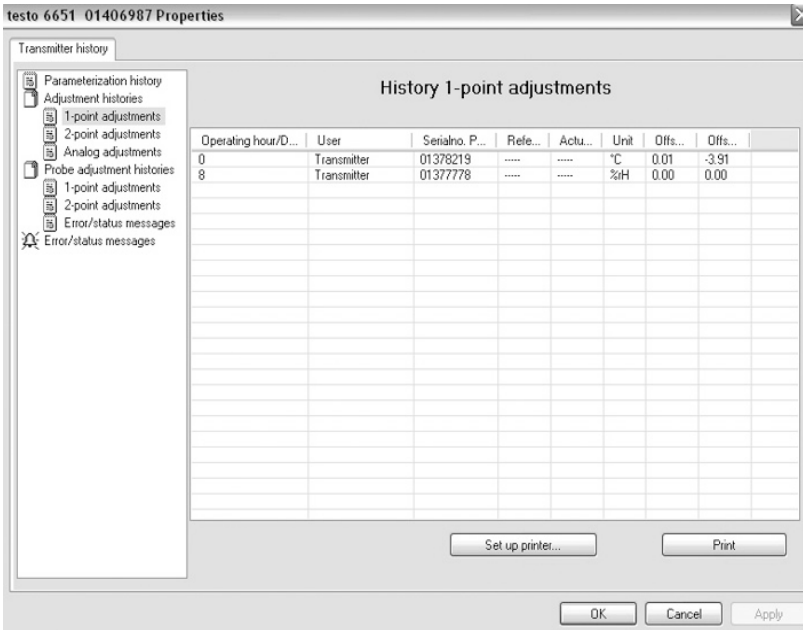 testo 6651 01406987 Properties
Transmitter history
Parameterization history
Adjustment histories
1-point adjustments
2-point adjustments
Analog adjustments
Probe adjustment histories
1-point adjustments
2-point adjustments
Error/status messages
Error/status messages
History 1-point adjustments
Operating hour/D... User Serialno. P... Refe... Actu... Unit Offs... Offs...
0 Transmitter 01378219 ----- ----- °C 0.01 -3.91
8 Transmitter 01377778 ----- ----- %rH 0.00 0.00
Set up printer... Print
OK Cancel Apply